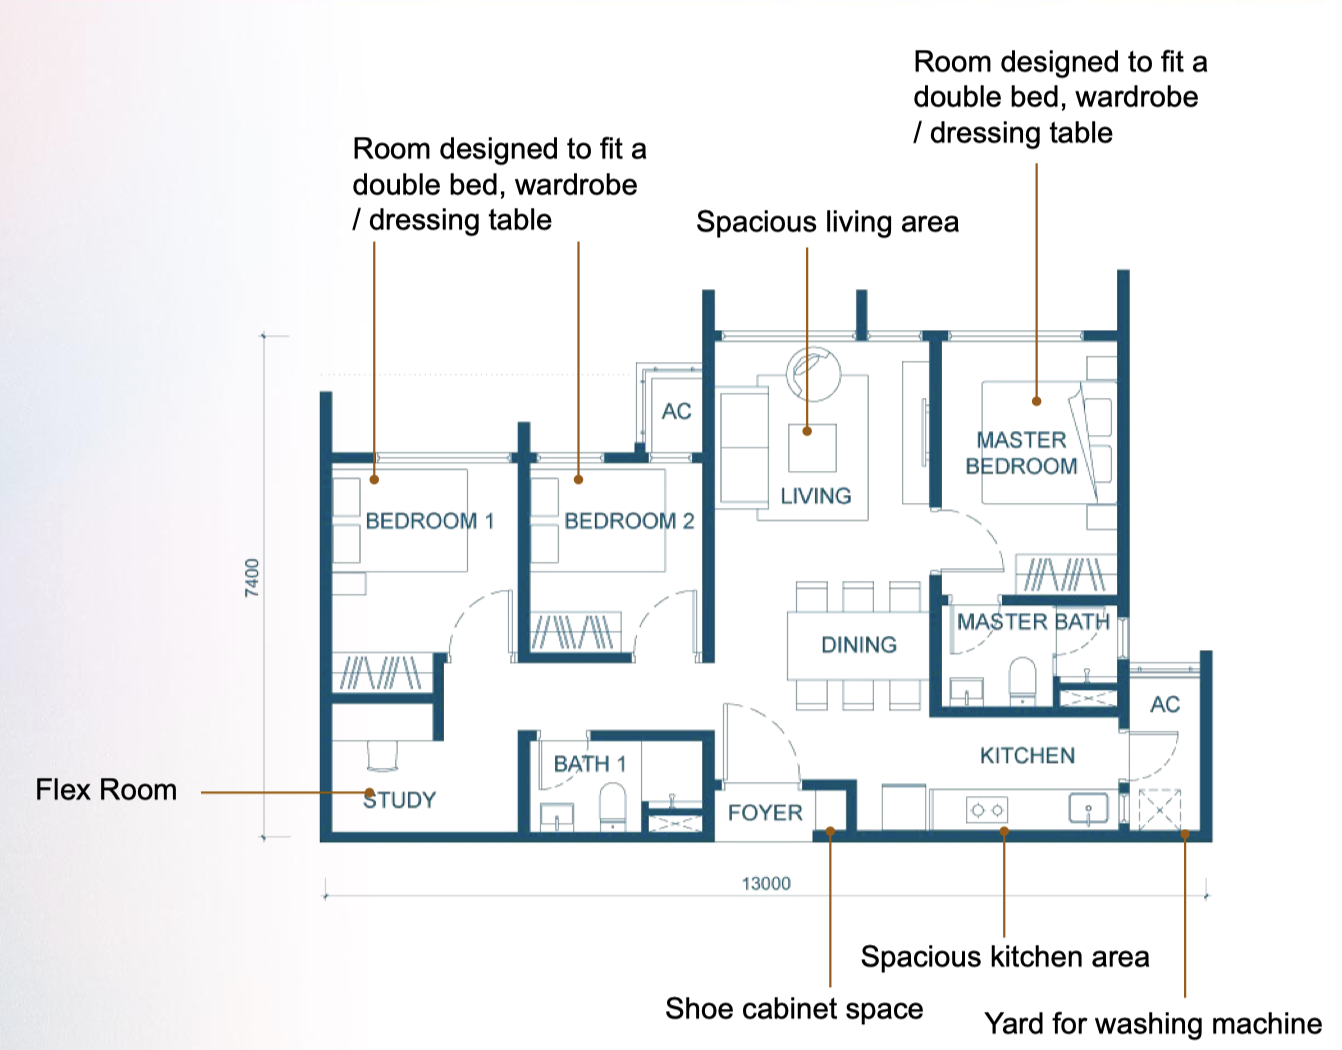 Room designed to fit a
double bed, wardrobe
/ dressing table
Room designed to fit a
double bed, wardrobe
/ dressing table
Spacious living area
AC
MASTER
BEDROOM
LIVING
BEDROOM 1
BEDROOM 2
7400
MASTER BATH
DINING
AC
KITCHEN
BATH 1
Flex Room
STUDY
FOYER
13000
Spacious kitchen area
Shoe cabinet space
Yard for washing machine